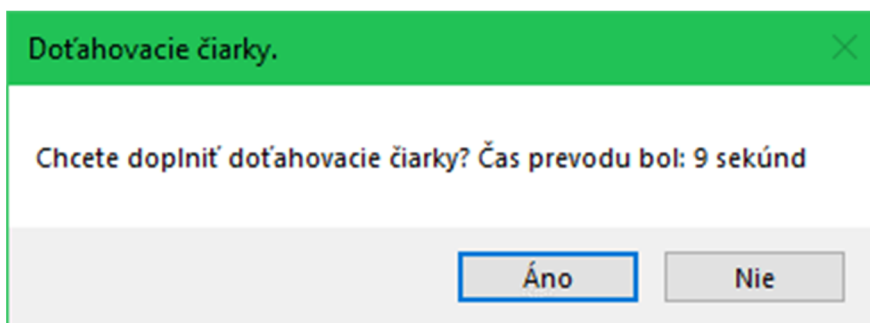 Doťahovacie čiarky.
Chcete doplniť doťahovacie čiarky? Čas prevodu bol: 9 sekúnd
Áno
Nie